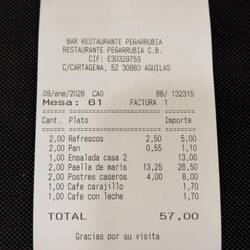 BAR RESTAURANTE PEÑARRUBIA
RESTAURANTE PEÑARRUBIA C.B.
CIF: E30329759
C/CARTAGENA, 52 30880 AGUILAS
09/ene/2026 CAO BB/ 132315
Mesa: 61 FACTURA 1
Cant. Plato Importe
2,00 Refrescos 2,50 5,00
2,00 Pan 0,55 1,10
1,00 Ensalada casa 2 13,00
2,00 Paella de maris 13,25 26,50
2,00 Postres caseros 4,00 8,00
1,00 Cafe carajillo 1,70
1,00 Cafe con leche 1,70
TOTAL 57,00
Gracias por su visita